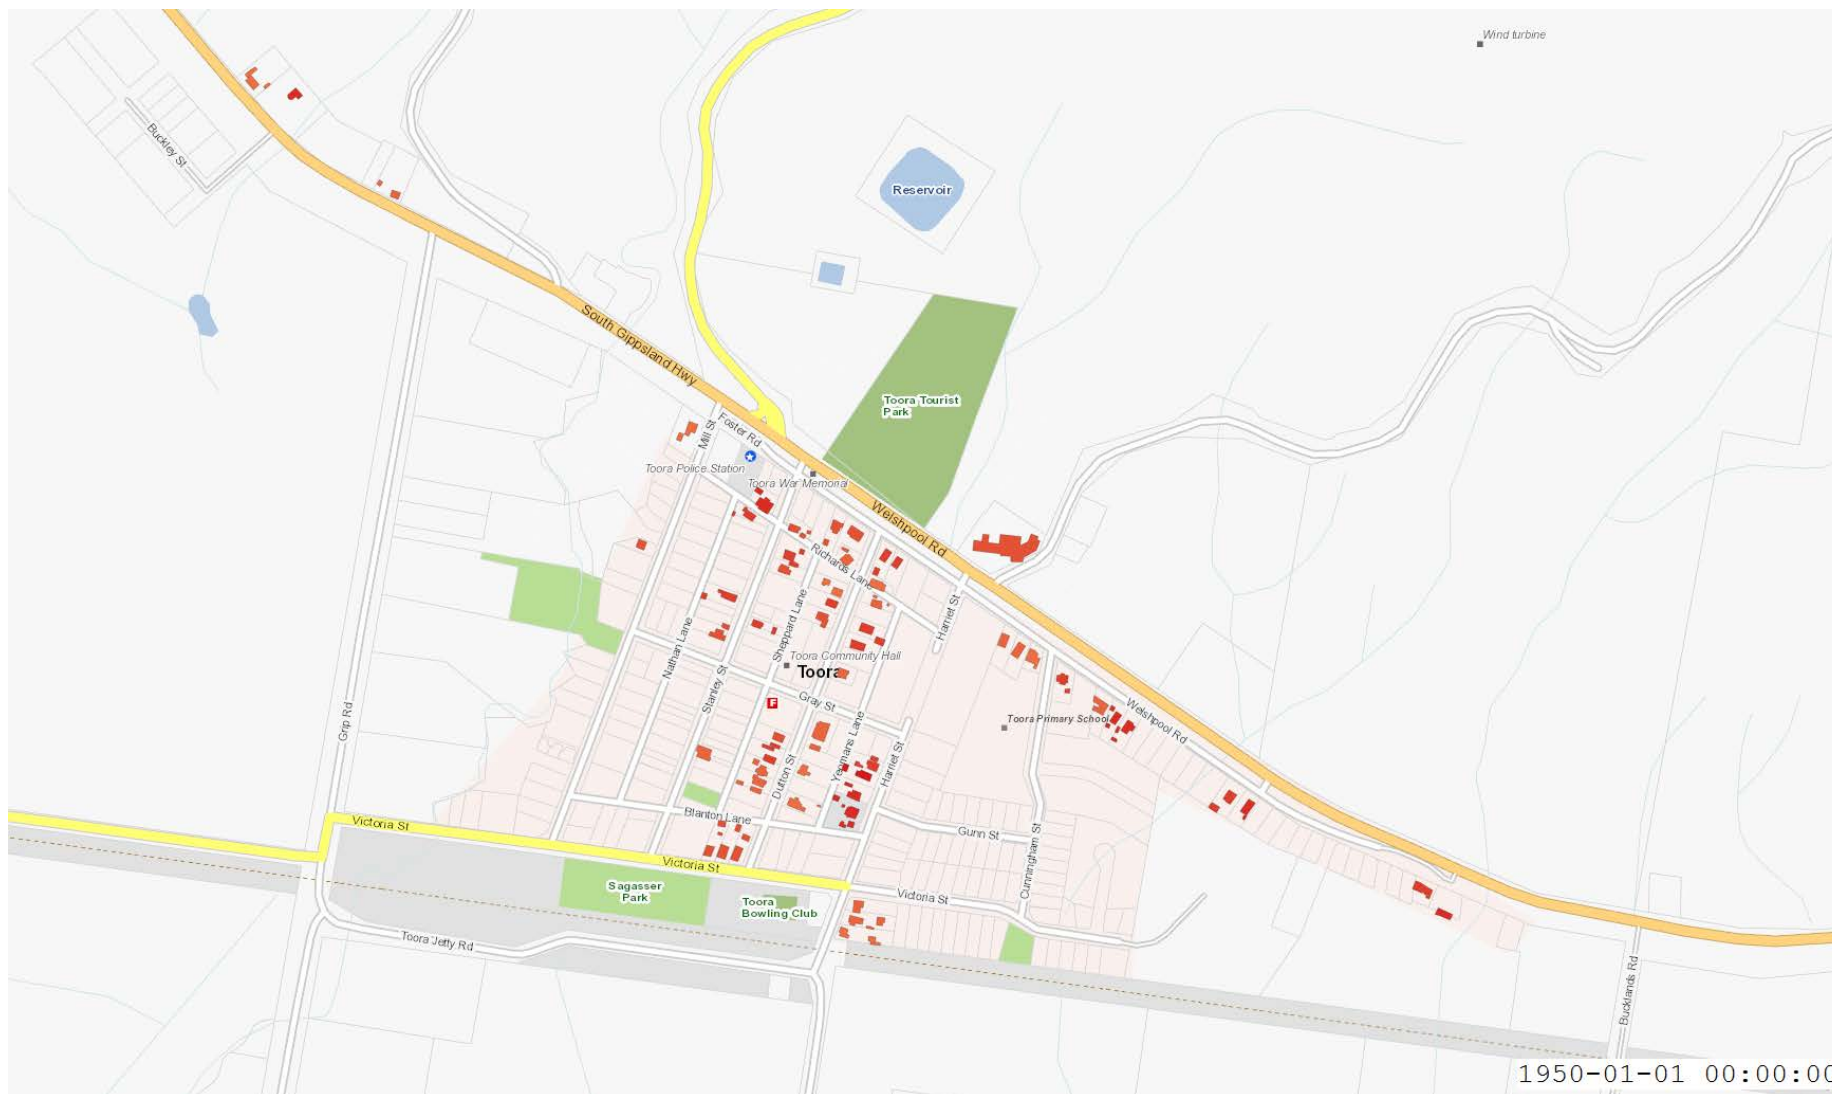 Wind turbine
Buckley St
Reservoir
South Gippsland Hwy
Toora Tourist
Park
Mill St
Foster Rd
Toora Police Station
Toora War Memorial
Welshpool Rd
Richards Lane
Harriet St
Sheppard Lane
Nathan Lane
Toora Community Hall
Toora
Stanley St
Gray St
F
Grip Rd
Yeomans Lane
Toora Primary School
Welshpool Rd
Dutton St
Harriet St
Blanton Lane
Victoria St
Gunn St
Cunningham St
Victoria St
Sagasser
Park
Toora
Bowling Club
Victoria St
Toora Jetty Rd
Bucklands Rd
1950-01-01 00:00:00